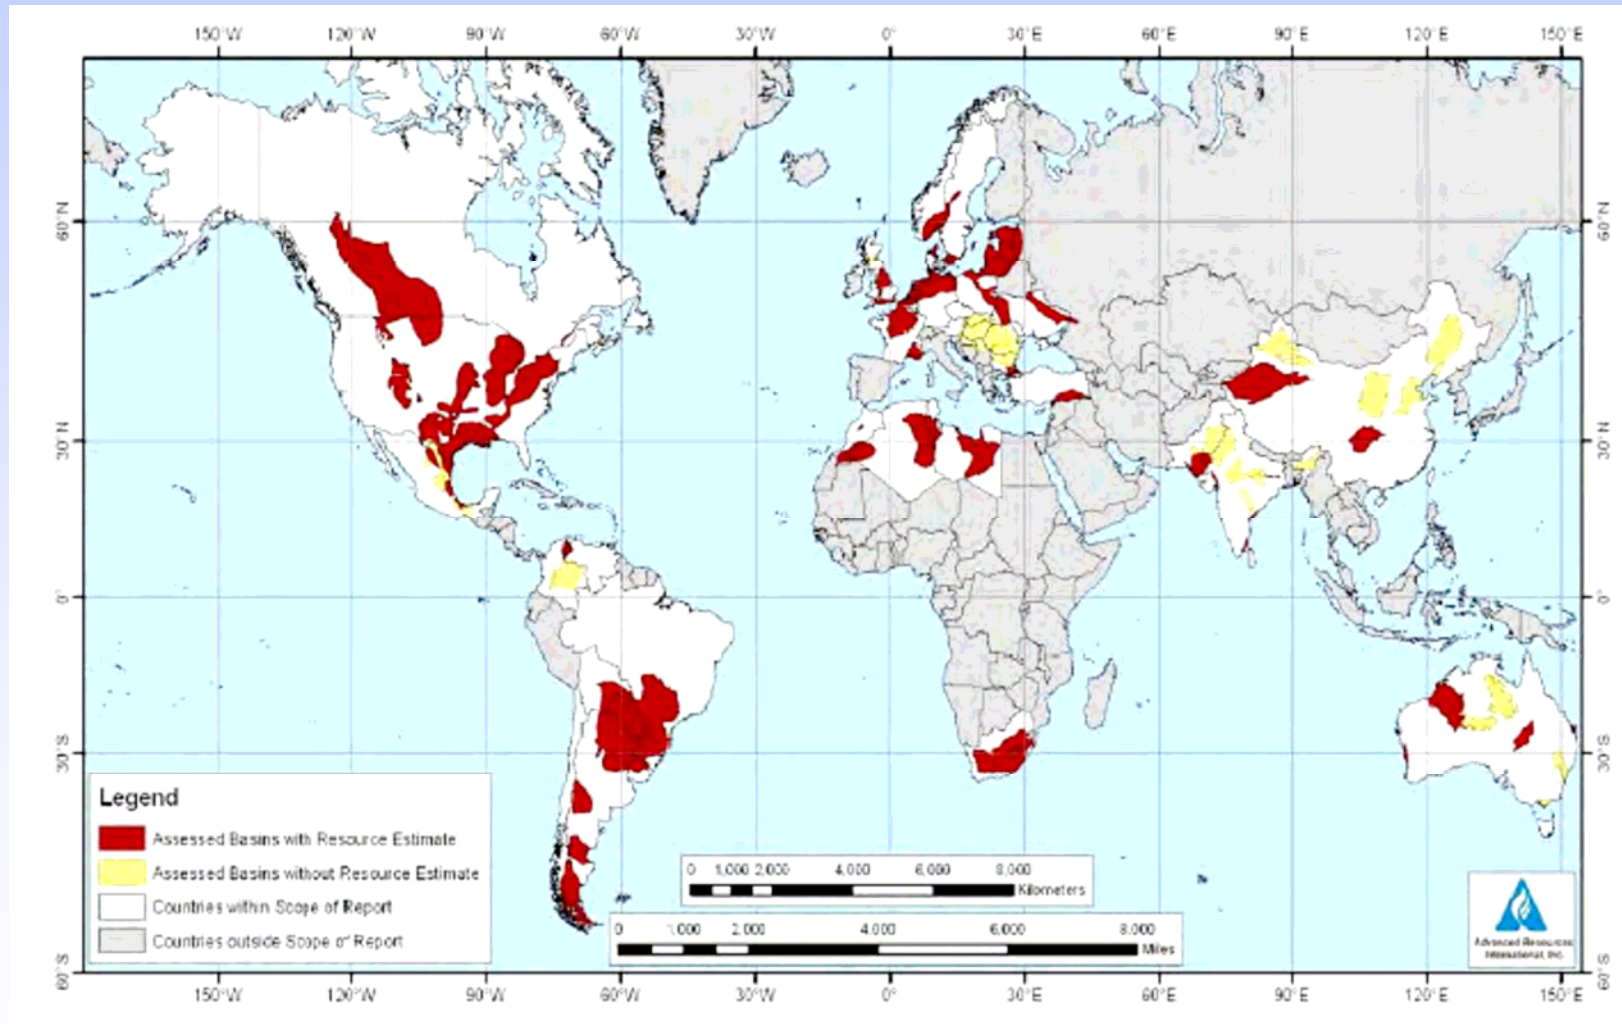 150°W 120°W 90°W 60°W 30°W 0° 30°E 60°E 90°E 120°E 150°E
60°N 60°N
30°N 30°N
0° 0°
30°S 30°S
60°S 60°S
Legend
Assessed Basins with Resource Estimate
Assessed Basins without Resource Estimate
Countries within Scope of Report
Countries outside Scope of Report
0 1,000 2,000 4,000 6,000 8,000
Kilometers
0 1,000 2,000 4,000 6,000 8,000
Miles
Advanced Resources
International, Inc.
150°W 120°W 90°W 60°W 30°W 0° 30°E 60°E 90°E 120°E 150°E